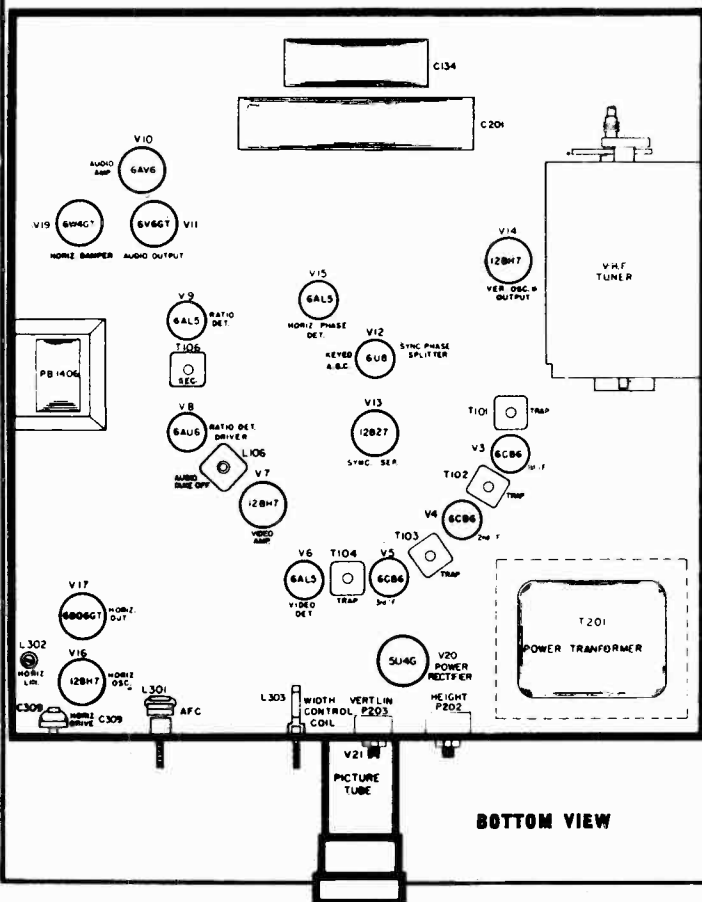 C134
C201
V10
AUDIO
AMP
6AV6
V19
6W4GT
HORIZ DAMPER
6V6GT
V11
AUDIO OUTPUT
V14
12BH7
VER OSC. &
OUTPUT
V.H.F
TUNER
V15
6AL5
HORIZ PHASE
DET.
V9
6AL5
RATIO
DET.
T106
SEC.
V12
KEYED
A.G.C.
6U8
SYNC PHASE
SPLITTER
PB1406
V8
6AU6
RATIO DET.
DRIVER
L106
AUDIO
TAKE OFF
V13
12BZ7
SYNC. SEP.
T101
TRAP
V3
6CB6
1st IF
T102
TRAP
V7
12BH7
VIDEO
AMP
V4
6CB6
2nd IF
T103
TRAP
V6
6AL5
VIDEO
DET
T104
TRAP
V5
6CB6
3rd IF
V17
6BQ6GT
HORIZ.
OUT
T201
POWER TRANFORMER
L302
HORIZ
LIN.
V16
12BH7
HORIZ
OSC.
5U4G
V20
POWER
RECTIFIER
C309
HORIZ
DRIVE
C309
L301
AFC
L303
WIDTH
CONTROL
COIL
VERT LIN
P203
HEIGHT
P202
V21
PICTURE
TUBE
BOTTOM VIEW